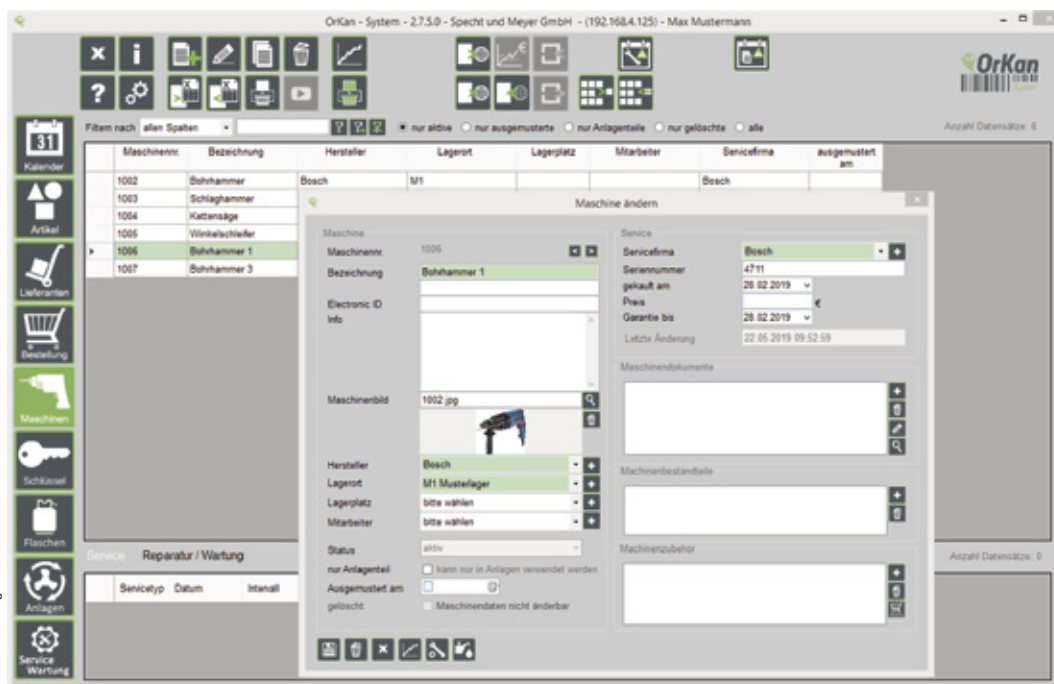 OrKan - System - 2.7.5.0 - Specht und Meyer GmbH - (192.168.4.125) - Max Mustermann
OrKan
System
31
Kalender
Artikel
Lieferanten
Bestellung
Maschinen
Schlüssel
Flaschen
Anlagen
Service
Wartung
Filtern nach allen Spalten
nur aktive nur ausgemusterte nur Anlagenteile nur gelöschte alle
Anzahl Datensätze: 6
Maschinennr. Bezeichnung Hersteller Lagerort Lagerplatz Mitarbeiter Servicefirma ausgemustert am
1002 Bohrhammer Bosch M1 Bosch
1003 Schlaghammer
1004 Kettensäge
1005 Winkelschleifer
1006 Bohrhammer 1
1007 Bohrhammer 3
Maschine ändern
Maschine
Maschinennr. 1006
Bezeichnung Bohrhammer 1
Electronic ID
Info
Maschinenbild 1002.jpg
Hersteller Bosch
Lagerort M1 Musterlager
Lagerplatz bitte wählen
Mitarbeiter bitte wählen
Status aktiv
nur Anlagenteil kann nur in Anlagen verwendet werden
Ausgemustert am
gelöscht Maschinendaten nicht änderbar
Service
Servicefirma Bosch
Seriennummer 4711
gekauft am 28.02.2019
Preis €
Garantie bis 28.02.2019
Letzte Änderung 22.05.2019 09:52:59
Maschinendokumente
Machinenbestandteile
Machinenzubehör
Service Reparatur / Wartung
Anzahl Datensätze: 0
Servicetyp Datum Intervall